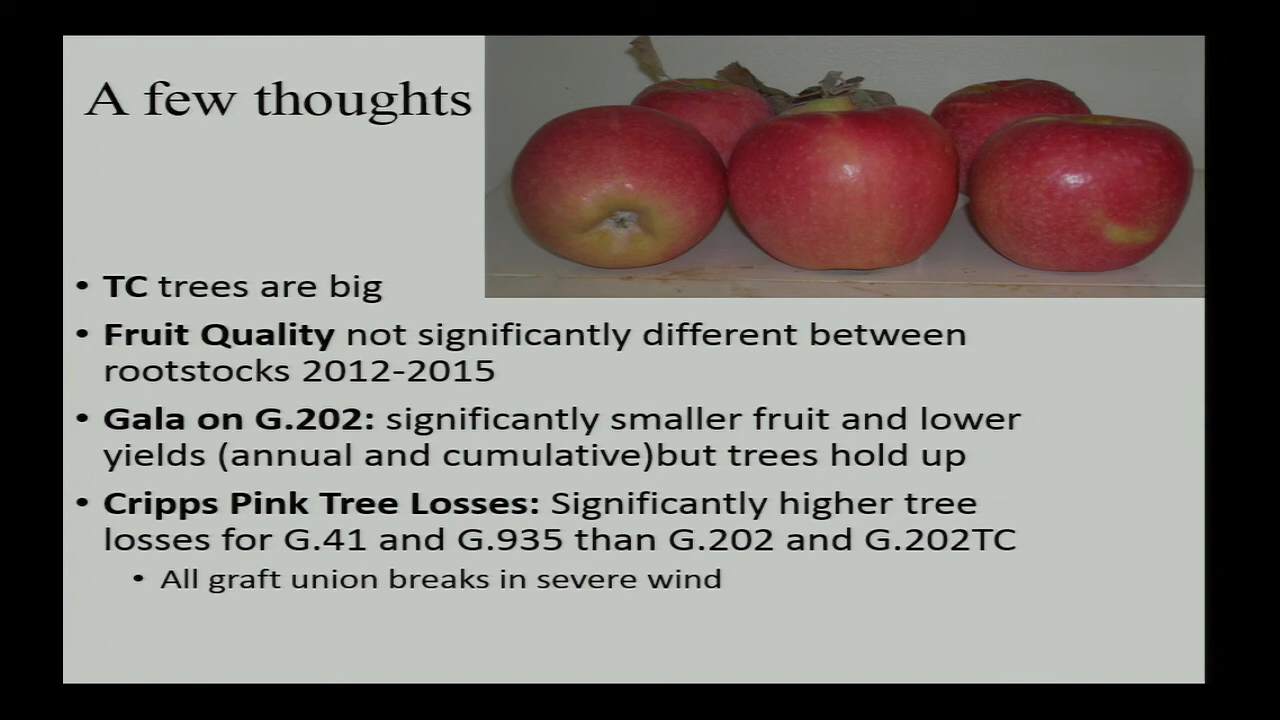 A few thoughts
• TC trees are big
• Fruit Quality not significantly different between
rootstocks 2012-2015
• Gala on G.202: significantly smaller fruit and lower
yields (annual and cumulative)but trees hold up
• Cripps Pink Tree Losses: Significantly higher tree
losses for G.41 and G.935 than G.202 and G.202TC
• All graft union breaks in severe wind